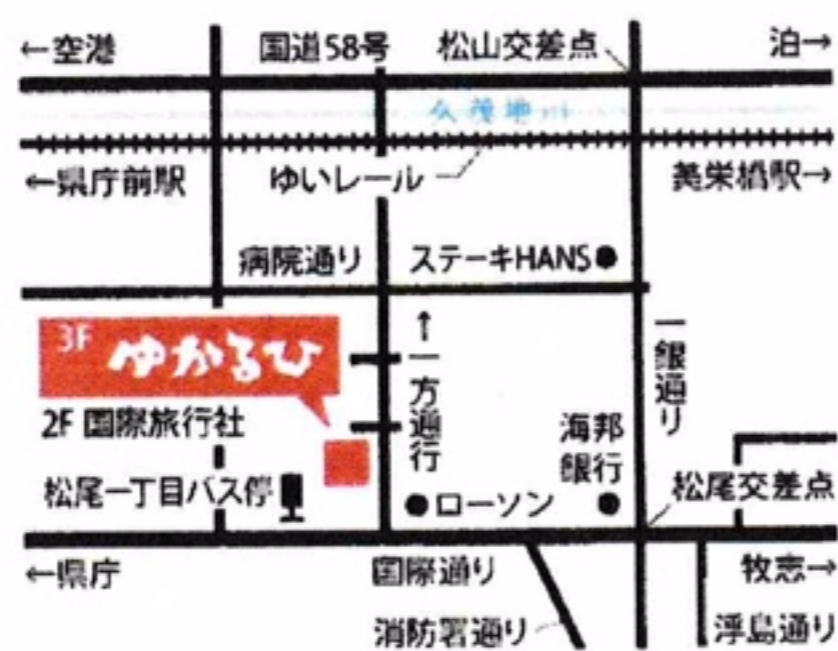 ←空港
国道58号
松山交差点
泊→
久茂地川
←県庁前駅
ゆいレール
美栄橋駅→
病院通り
ステーキHANS
3F
ゆかるひ
↑一方通行
一銀通り
2F 国際旅行社
海邦
銀行
松尾一丁目バス停
ローソン
松尾交差点
←県庁
国際通り
牧志→
消防署通り
浮島通り